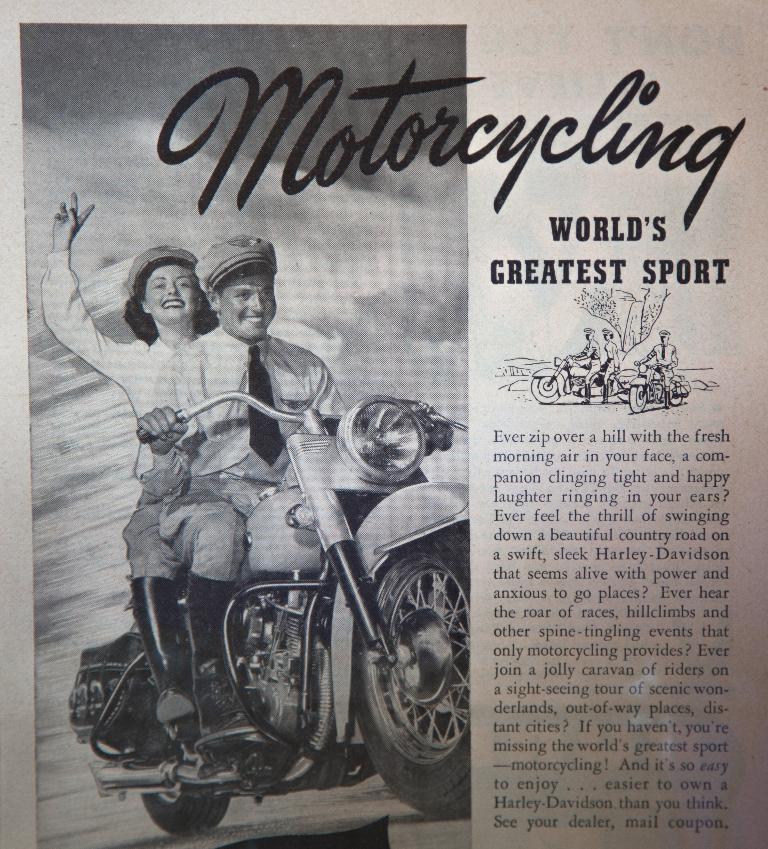 Motorcycling
WORLD'S
GREATEST SPORT
Ever zip over a hill with the fresh
morning air in your face, a com-
panion clinging tight and happy
laughter ringing in your ears?
Ever feel the thrill of swinging
down a beautiful country road on
a swift, sleek Harley-Davidson
that seems alive with power and
anxious to go places? Ever hear
the roar of races, hillclimbs and
other spine-tingling events that
only motorcycling provides? Ever
join a jolly caravan of riders on
a sight-seeing tour of scenic won-
derlands, out-of-way places, dis-
tant cities? If you haven't, you're
missing the world's greatest sport
—motorcycling! And it's so easy
to enjoy . . . easier to own a
Harley-Davidson than you think.
See your dealer, mail coupon.